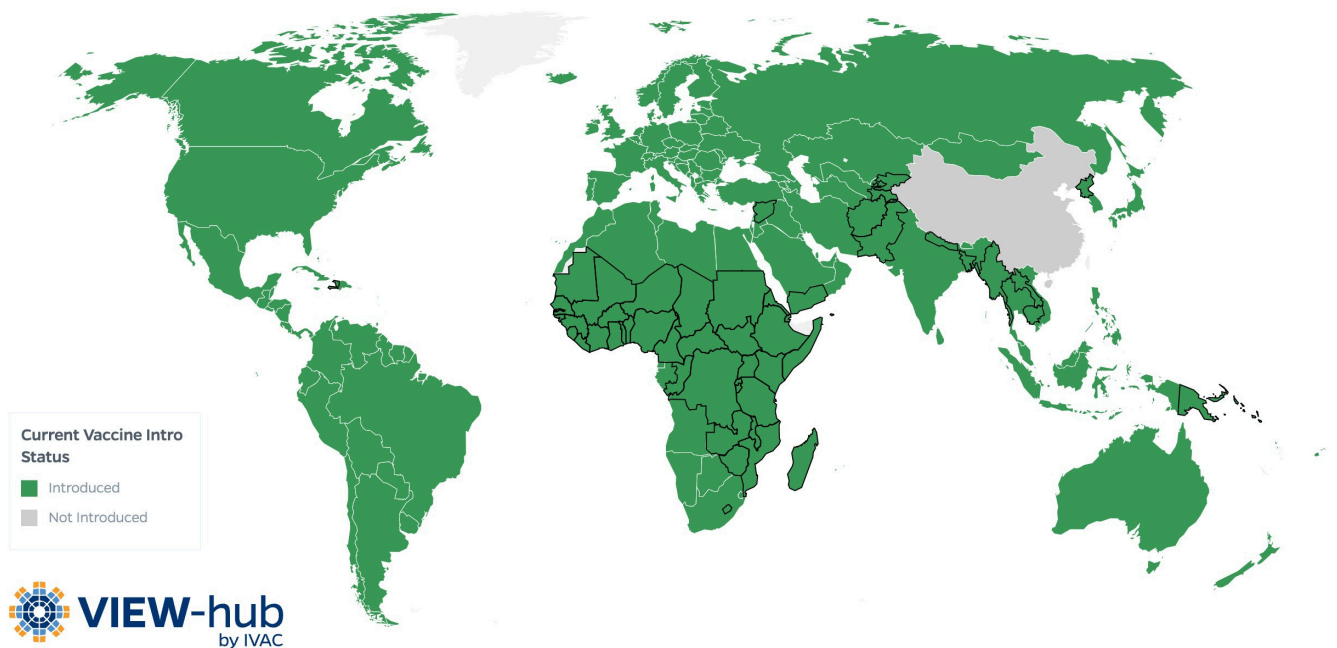 Current Vaccine Intro
Status
Introduced
Not Introduced
VIEW-hub
by IVAC